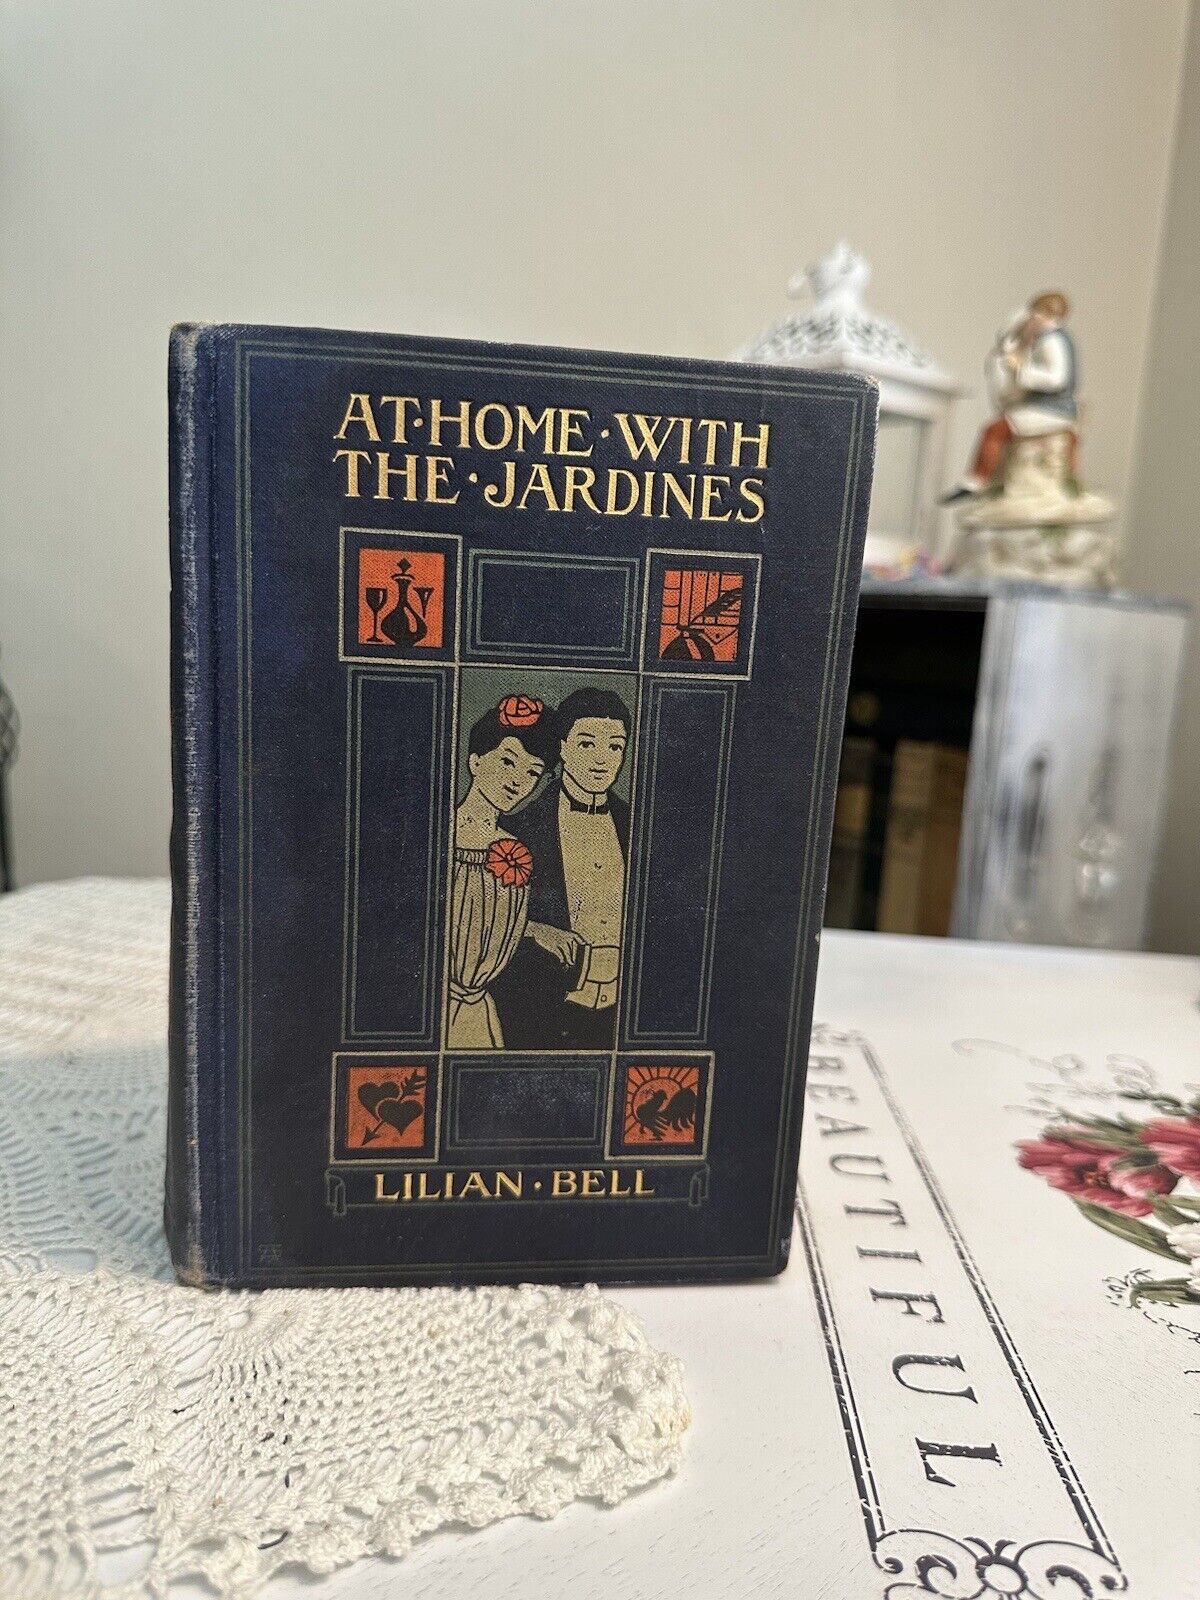 AT·HOME·WITH
THE·JARDINES
LILIAN·BELL
BEAUTIFUL